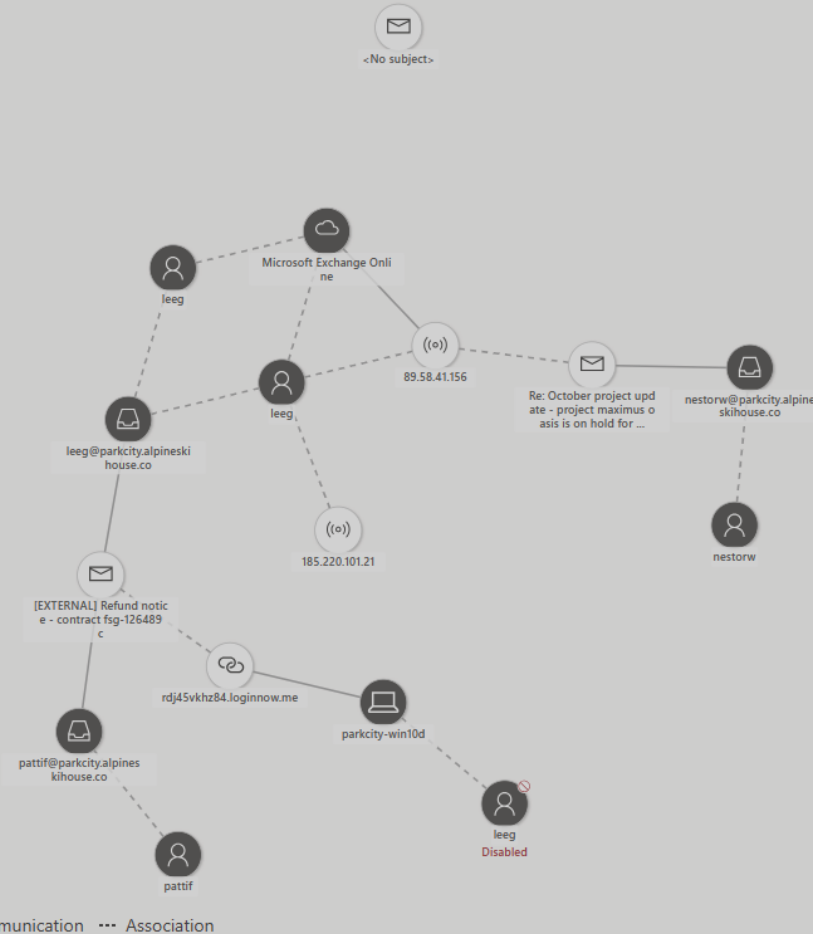 <No subject>
Microsoft Exchange Onli
ne
leeg
89.58.41.156
leeg
Re: October project upd
ate - project maximus o
asis is on hold for ...
nestorw@parkcity.alpine
skihouse.co
leeg@parkcity.alpineski
house.co
185.220.101.21
nestorw
[EXTERNAL] Refund notic
e - contract fsg-126489
c
rdj45vkhz84.loginnow.me
parkcity-win10d
pattif@parkcity.alpines
kihouse.co
leeg
Disabled
pattif
munication --- Association